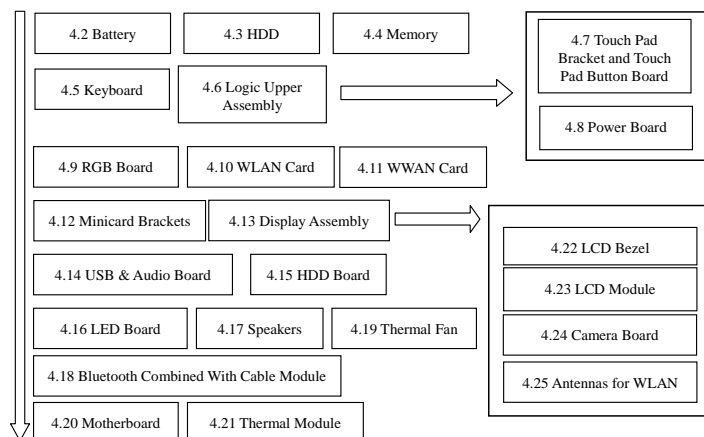 4.2 Battery
4.3 HDD
4.4 Memory
4.5 Keyboard
4.6 Logic Upper
Assembly
4.7 Touch Pad
Bracket and Touch
Pad Button Board
4.8 Power Board
4.9 RGB Board
4.10 WLAN Card
4.11 WWAN Card
4.12 Minicard Brackets
4.13 Display Assembly
4.14 USB & Audio Board
4.15 HDD Board
4.16 LED Board
4.17 Speakers
4.19 Thermal Fan
4.18 Bluetooth Combined With Cable Module
4.20 Motherboard
4.21 Thermal Module
4.22 LCD Bezel
4.23 LCD Module
4.24 Camera Board
4.25 Antennas for WLAN